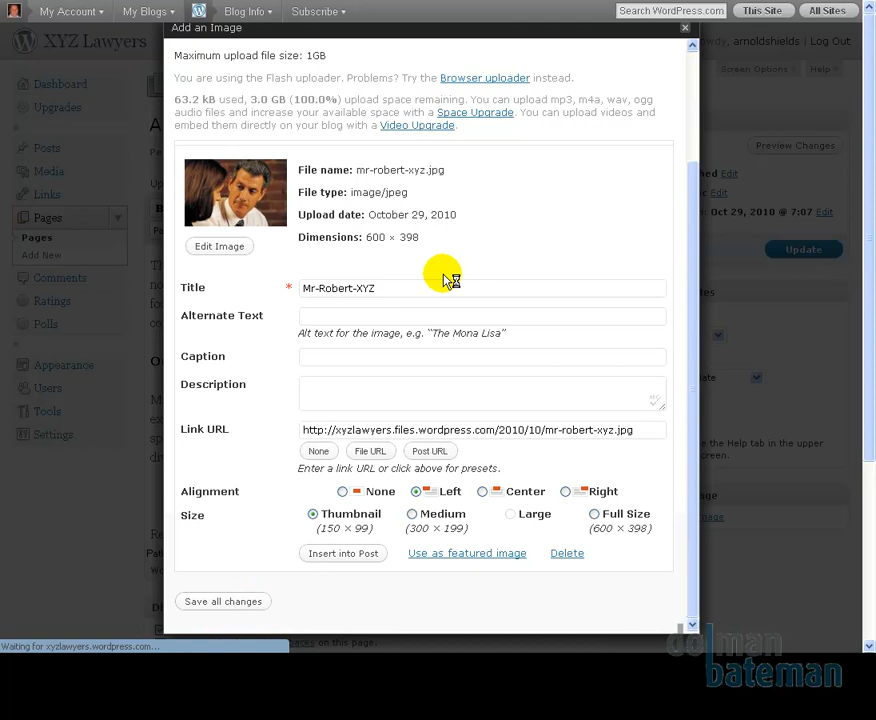 My Account ▾ My Blogs ▾ Blog Info ▾ Subscribe ▾ Search WordPress.com This Site All Sites
Add an Image
XYZ Lawyers
owdy, arnoldshields | Log Out
Maximum upload file size: 1GB
Screen Options Help
You are using the Flash uploader. Problems? Try the Browser uploader instead.
Dashboard
63.2 kB used, 3.0 GB (100.0%) upload space remaining. You can upload mp3, m4a, wav, ogg
Upgrades
audio files and increase your available space with a Space Upgrade. You can upload videos and
embed them directly on your blog with a Video Upgrade.
Posts
Preview Changes
Media
File name: mr-robert-xyz.jpg
ned Edit
Links
File type: image/jpeg
Edit
Pages
Upload date: October 29, 2010
Oct 29, 2010 @ 7:07 Edit
Pages
Dimensions: 600 × 398
Add New
Edit Image
Update
Comments
Title * Mr-Robert-XYZ
Ratings
Alternate Text
Polls
Alt text for the image, e.g. "The Mona Lisa"
Caption
Appearance
Description
Users
Tools
Link URL http://xyzlawyers.files.wordpress.com/2010/10/mr-robert-xyz.jpg
Settings
None File URL Post URL
he Help tab in the upper
Enter a link URL or click above for presets.
Alignment None Left Center Right
Size Thumbnail Medium Large Full Size
(150 × 99) (300 × 199) (600 × 398)
Insert into Post Use as featured image Delete
Save all changes
Waiting for xyzlawyers.wordpress.com...
on this page.
dolman
bateman